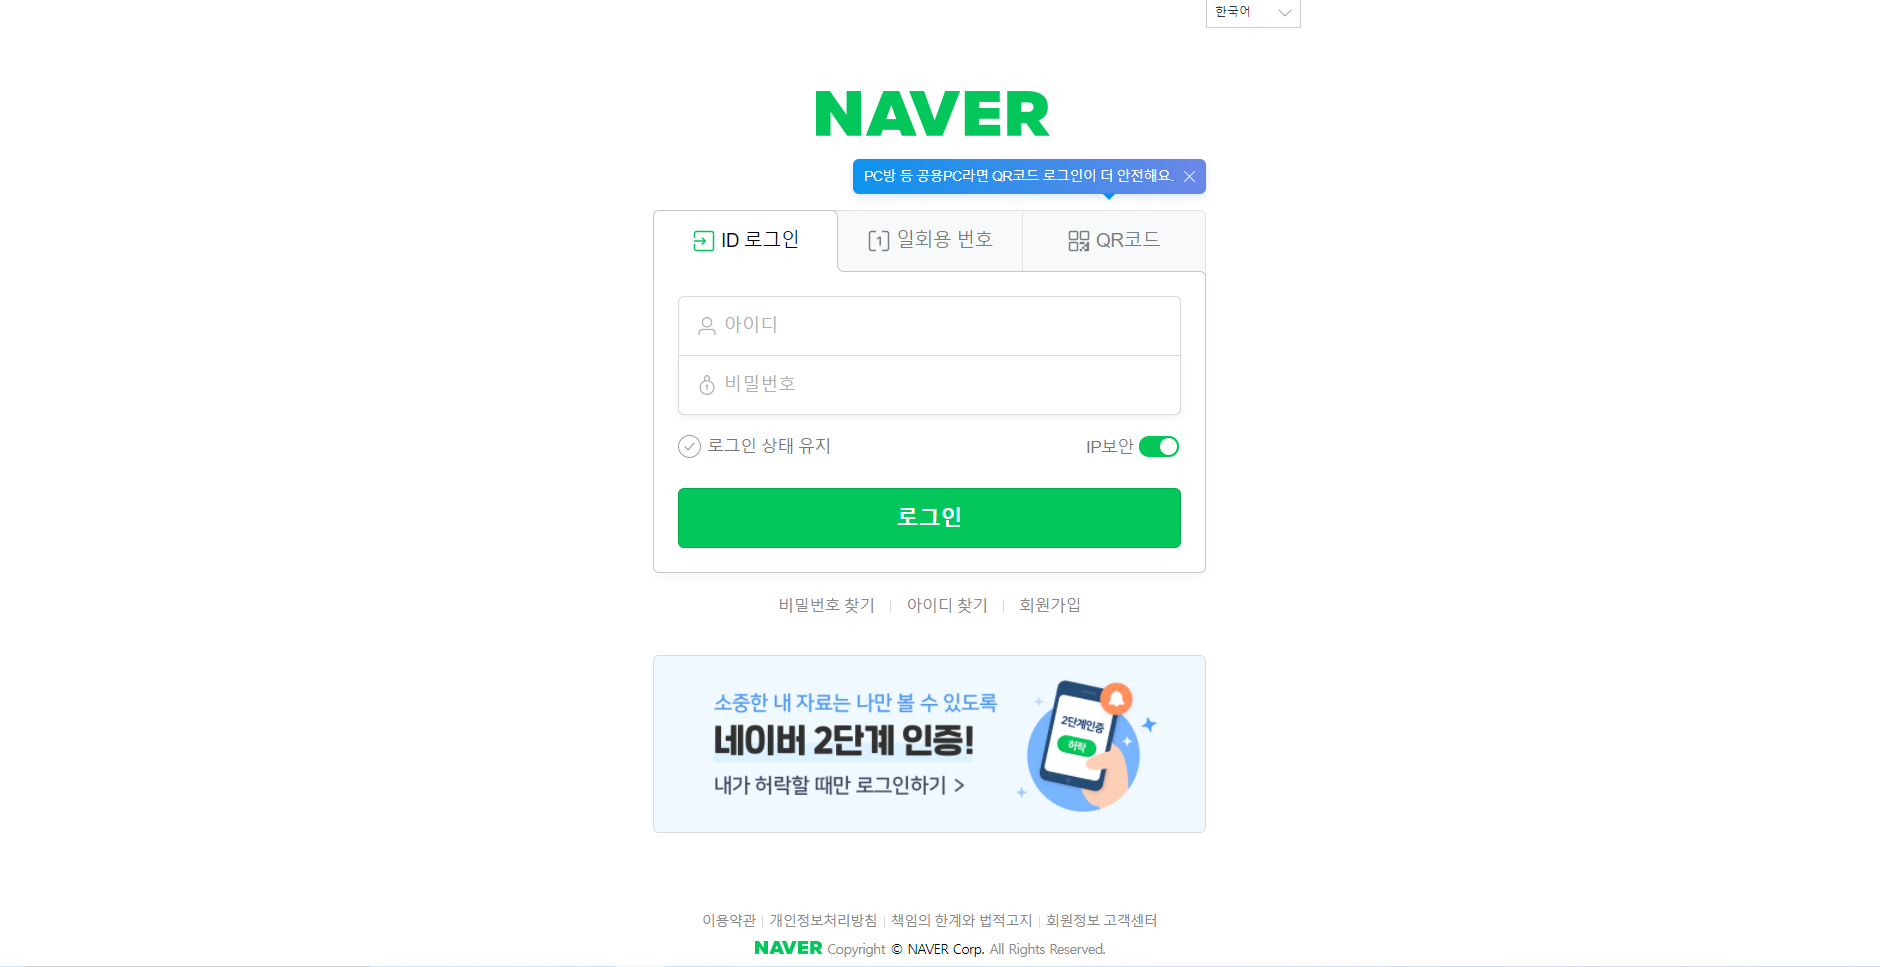 한국어
NAVER
PC방 등 공용PC라면 QR코드 로그인이 더 안전해요.
ID 로그인 1 일회용 번호 QR코드
아이디
비밀번호
로그인 상태 유지 IP보안
로그인
비밀번호 찾기 | 아이디 찾기 | 회원가입
소중한 내 자료는 나만 볼 수 있도록
네이버 2단계 인증!
내가 허락할 때만 로그인하기 >
2단계인증
허락
이용약관 | 개인정보처리방침 | 책임의 한계와 법적고지 | 회원정보 고객센터
NAVER Copyright © NAVER Corp. All Rights Reserved.